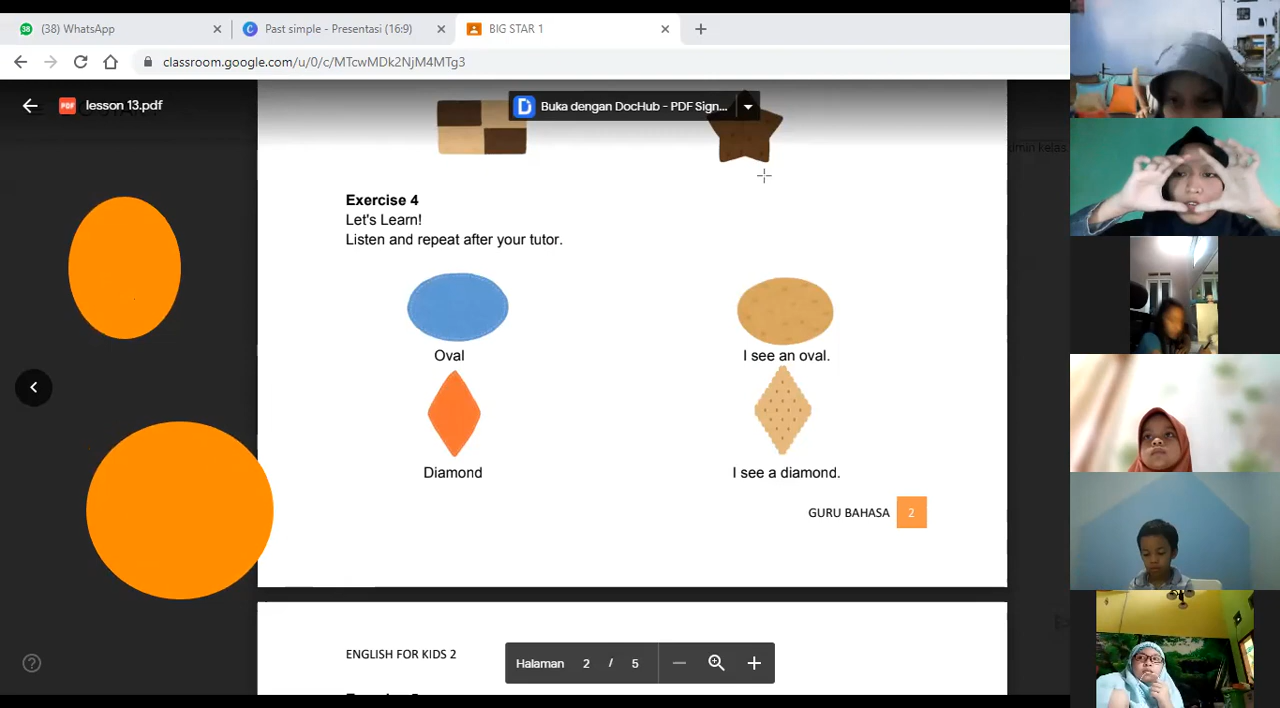 (38) WhatsApp
Past simple - Presentasi (16:9)
BIG STAR 1
classroom.google.com/u/0/c/MTcwMDk2NjM4MTg3
PDF
lesson 13.pdf
Buka dengan DocHub - PDF Sign...
Exercise 4
Let's Learn!
Listen and repeat after your tutor.
Oval
I see an oval.
Diamond
I see a diamond.
GURU BAHASA 2
ENGLISH FOR KIDS 2
Halaman 2 / 5